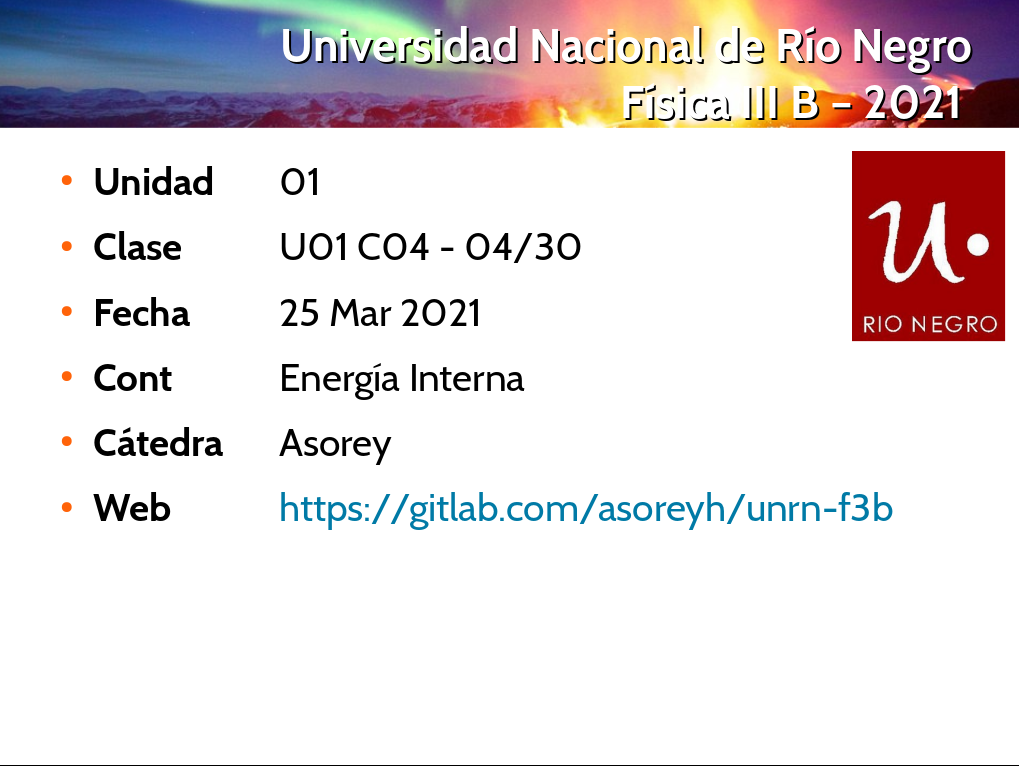 Universidad Nacional de Río Negro
Física III B – 2021
• Unidad 01
• Clase U01 C04 - 04/30
• Fecha 25 Mar 2021
• Cont Energía Interna
• Cátedra Asorey
• Web https://gitlab.com/asoreyh/unrn-f3b
U.
RIO NEGRO